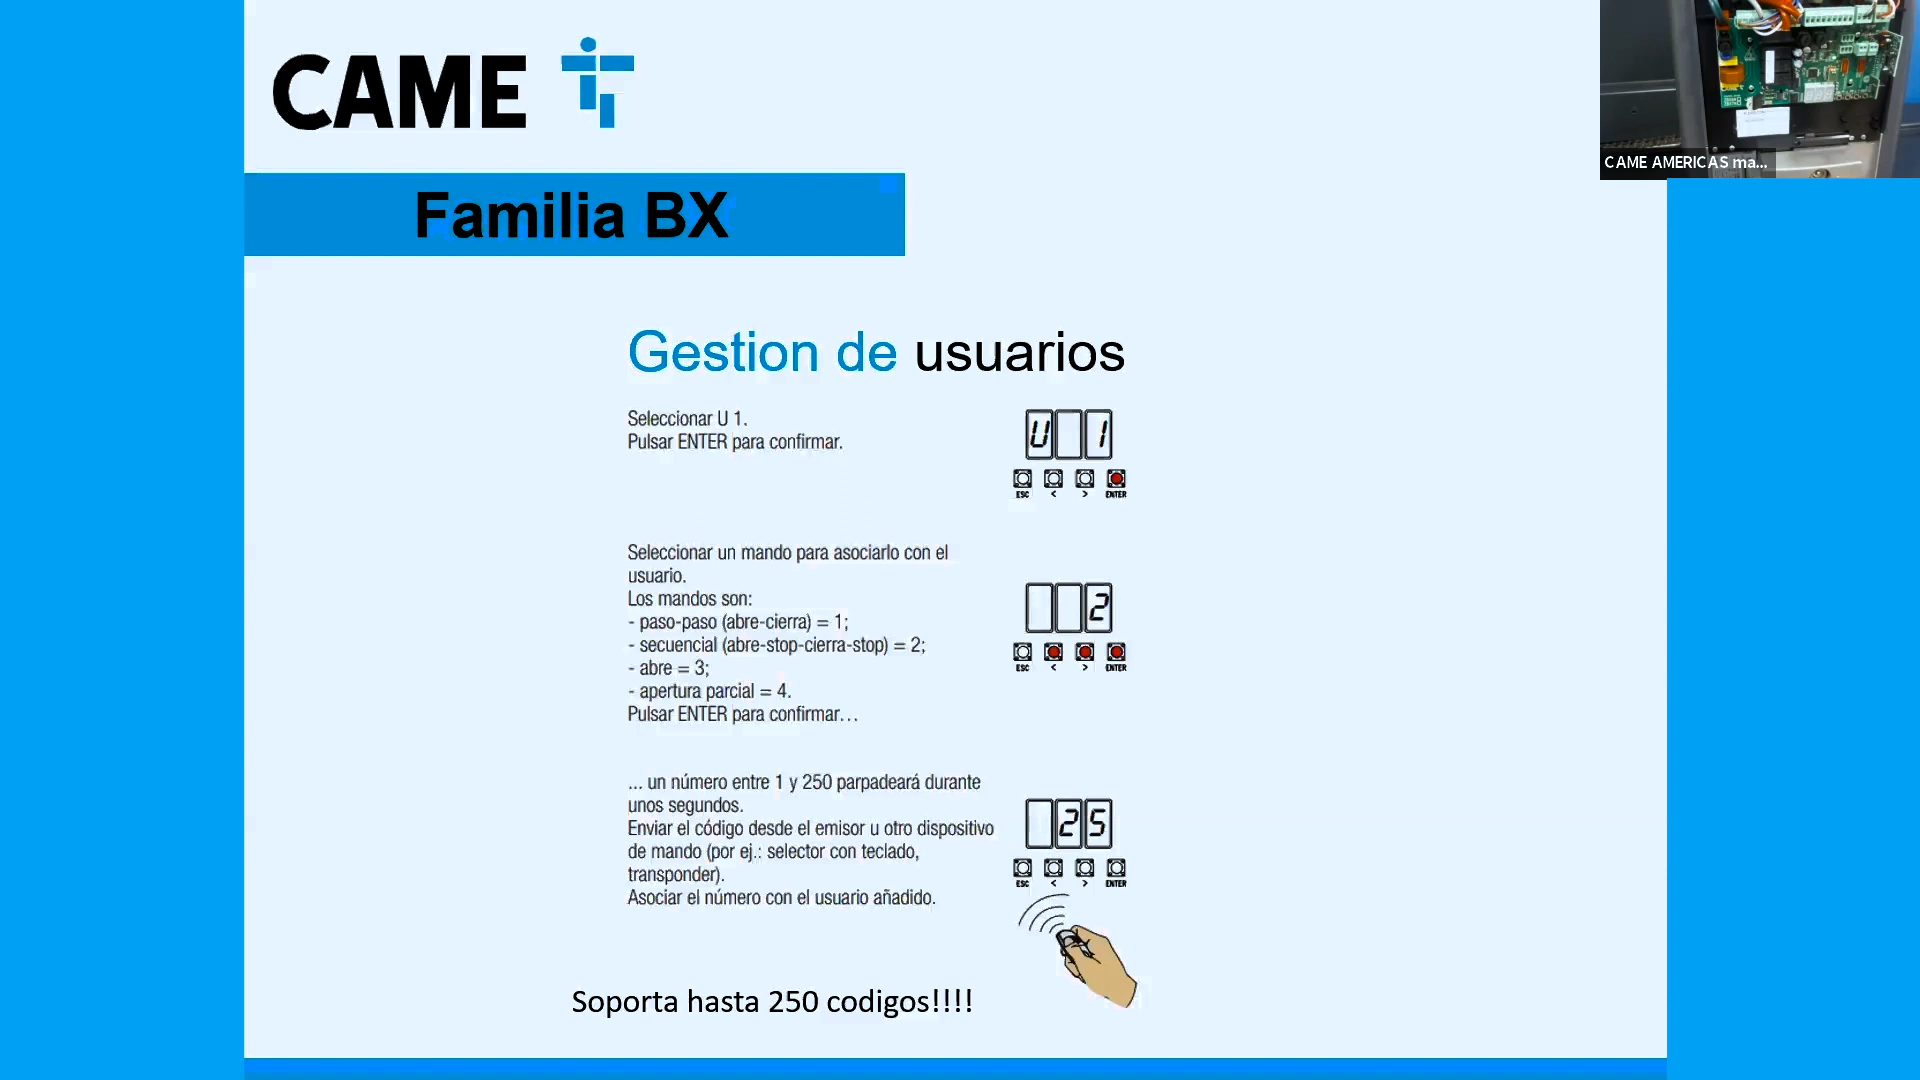 CAME
CAME AMERICAS ma...
Familia BX
Gestion de usuarios
Seleccionar U 1.
Pulsar ENTER para confirmar.
U 1
ESC < > ENTER
Seleccionar un mando para asociarlo con el
usuario.
Los mandos son:
- paso-paso (abre-cierra) = 1;
- secuencial (abre-stop-cierra-stop) = 2;
- abre = 3;
- apertura parcial = 4.
Pulsar ENTER para confirmar…
2
ESC < > ENTER
... un número entre 1 y 250 parpadeará durante
unos segundos.
Enviar el código desde el emisor u otro dispositivo
de mando (por ej.: selector con teclado,
transponder).
Asociar el número con el usuario añadido.
25
ESC < > ENTER
Soporta hasta 250 codigos!!!!